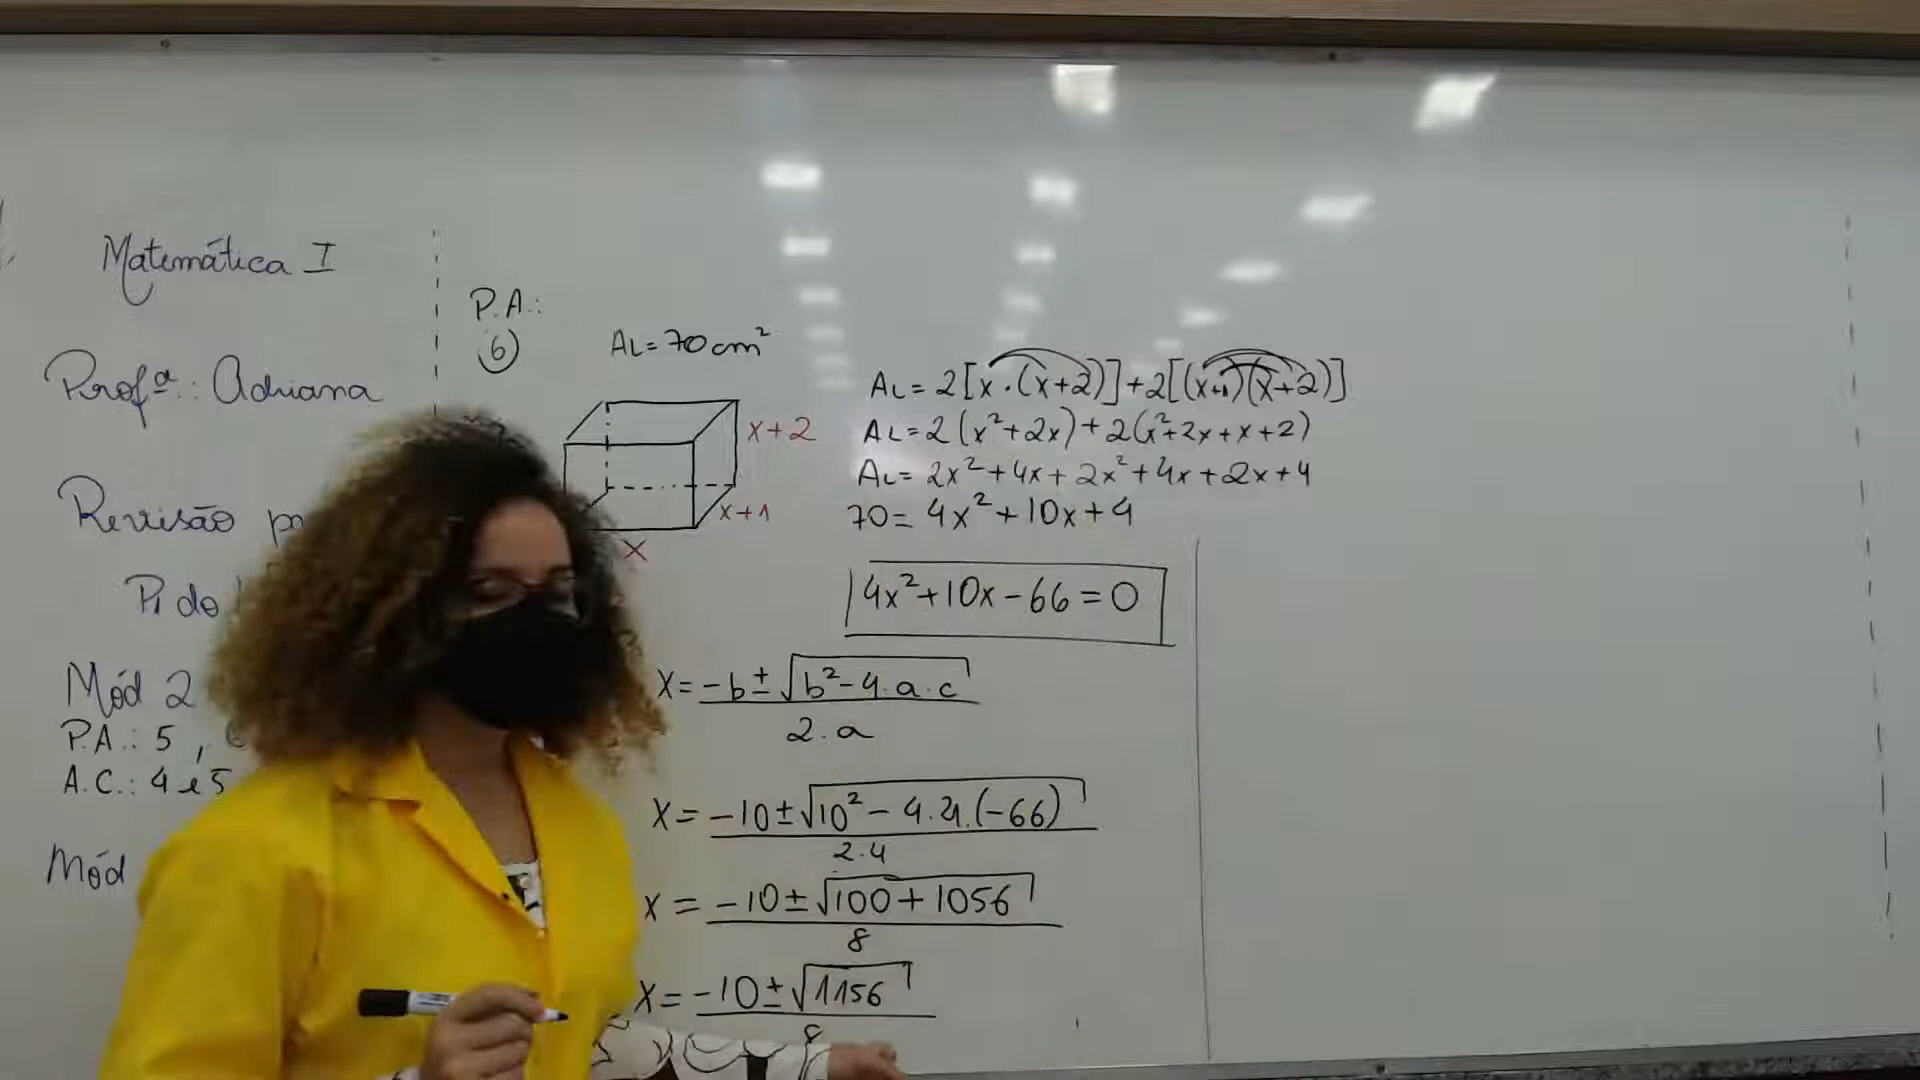 Matemática I
Profª.: Adriana
Revisão
P1 do
Mód 2
P.A.: 5,
A.C.: 4 e 5
Mód
P.A.:
6
AL = 70 cm²
x+2
x+1
x
AL = 2[x.(x+2)]+2[(x+1)(x+2)]
AL = 2(x²+2x)+2(x²+2x+x+2)
AL = 2x²+4x+2x²+4x+2x+4
70 = 4x²+10x+4
4x²+10x-66=0
X = -b ± √b²-4.a.c
2.a
X = -10 ± √10²-4.4.(-66)
2.4
X = -10 ± √100+1056
8
X = -10 ± √1156
8